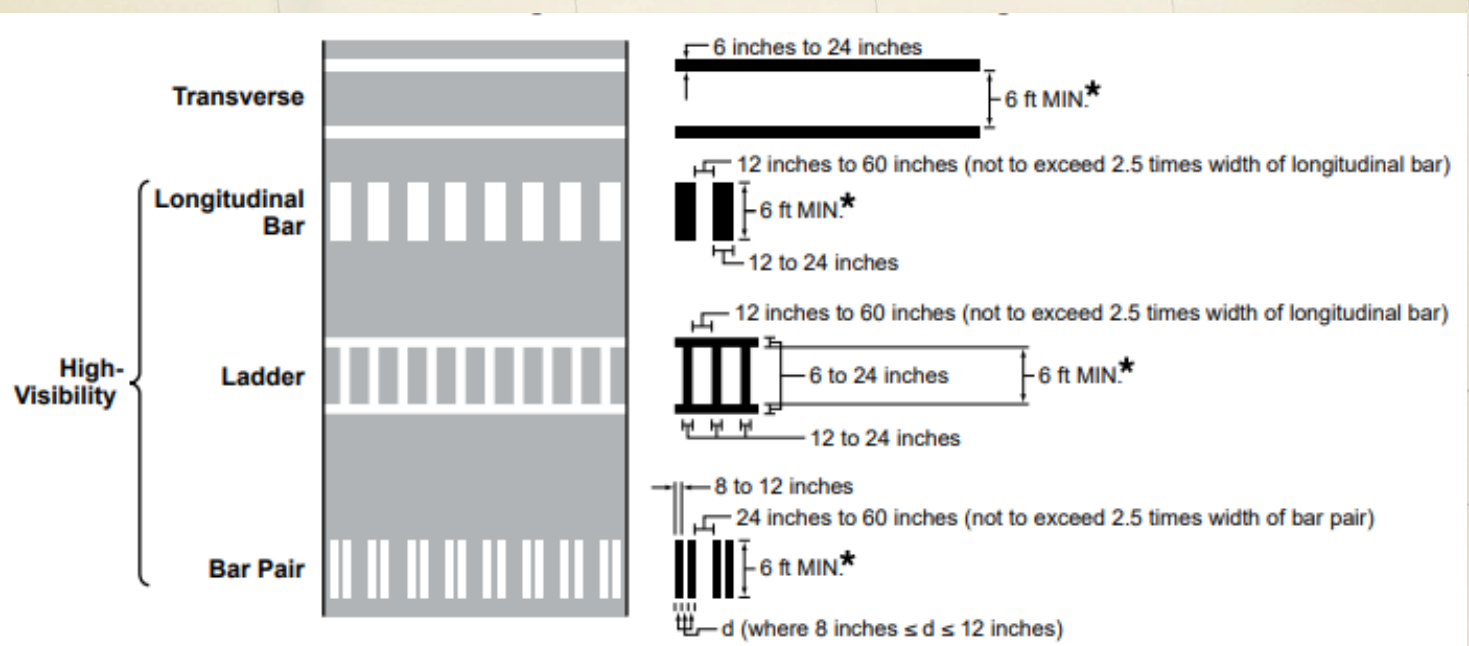 6 inches to 24 inches
Transverse
6 ft MIN.*
12 inches to 60 inches (not to exceed 2.5 times width of longitudinal bar)
Longitudinal
Bar
6 ft MIN.*
12 to 24 inches
12 inches to 60 inches (not to exceed 2.5 times width of longitudinal bar)
High-
Visibility
Ladder
6 to 24 inches
6 ft MIN.*
12 to 24 inches
8 to 12 inches
24 inches to 60 inches (not to exceed 2.5 times width of bar pair)
Bar Pair
6 ft MIN.*
d (where 8 inches ≤ d ≤ 12 inches)